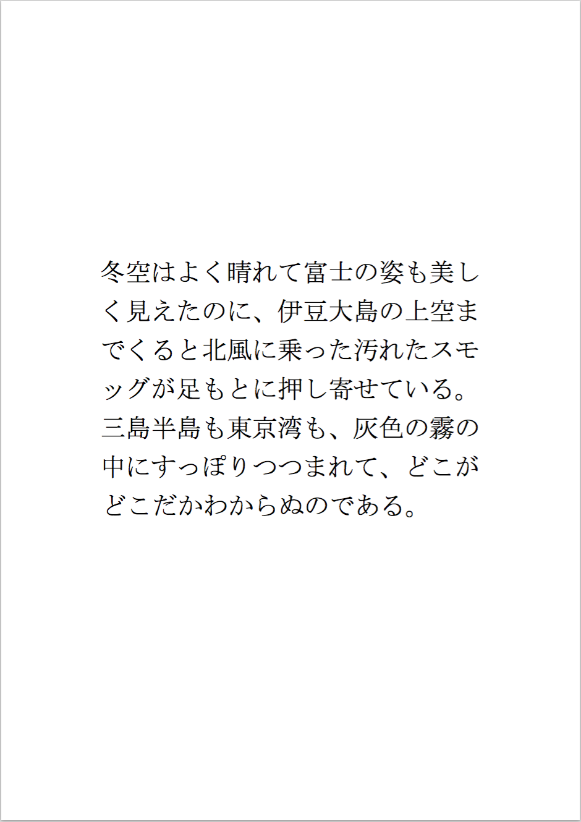 冬空はよく晴れて富士の姿も美し
く見えたのに、伊豆大島の上空ま
でくると北風に乗った汚れたスモ
ッグが足もとに押し寄せている。
三島半島も東京湾も、灰色の霧の
中にすっぽりつつまれて、どこが
どこだかわからぬのである。